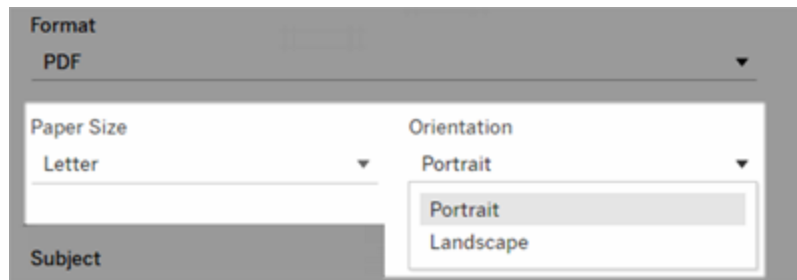 Format
PDF
Paper Size
Letter
Orientation
Portrait
Portrait
Landscape
Subject